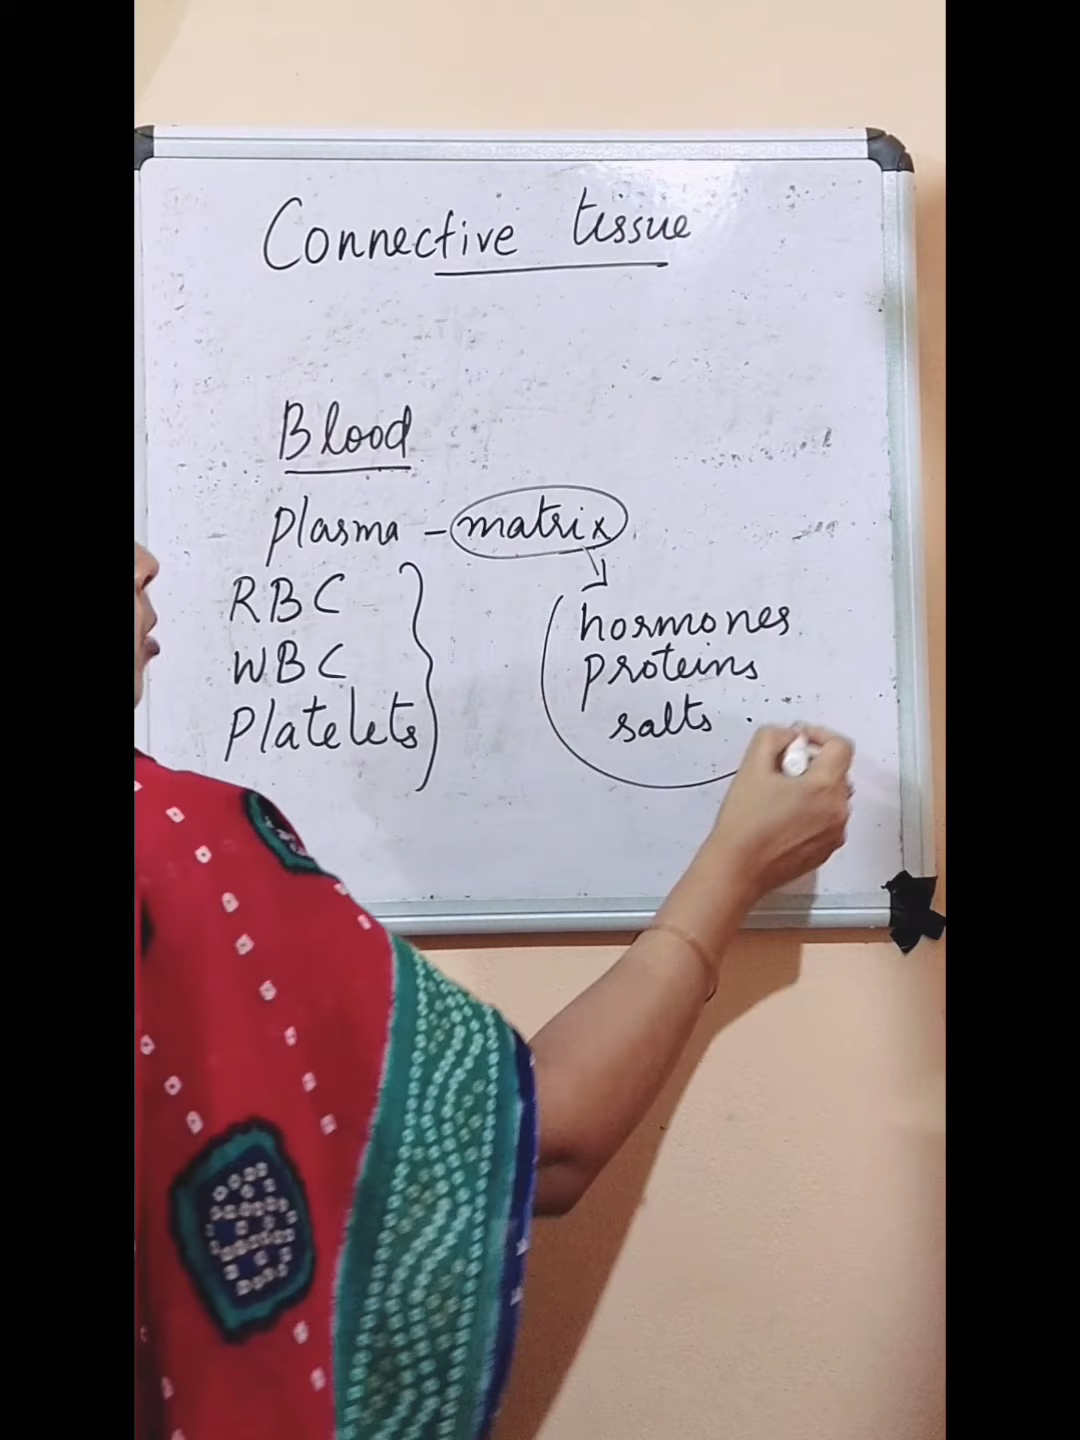 Connective tissue
Blood
Plasma - matrix
RBC
WBC
Platelets
hormones
proteins
salts